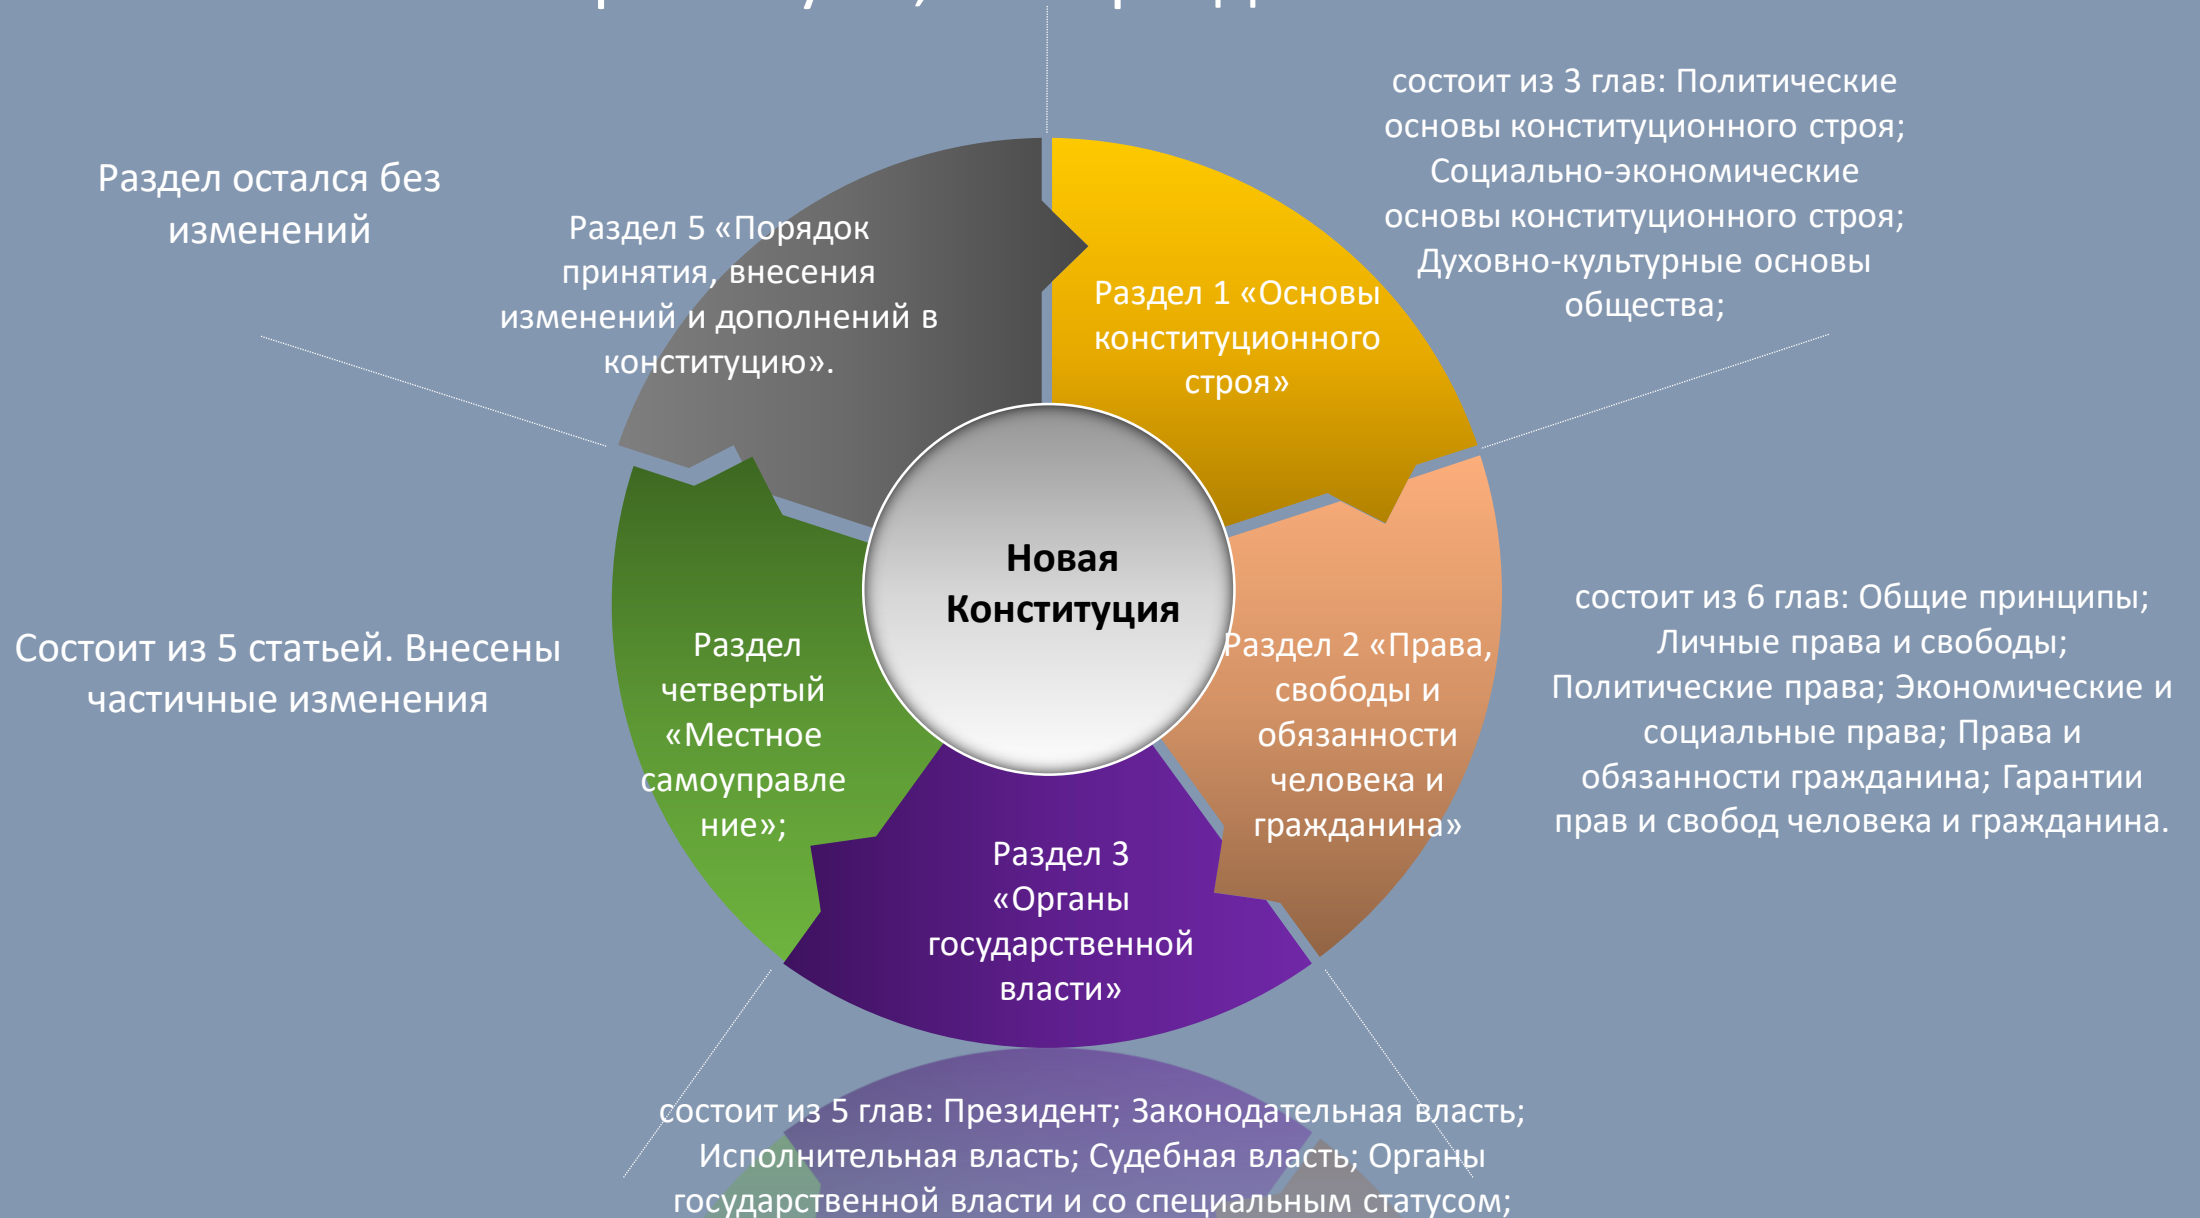 состоит из 3 глав: Политические
основы конституционного строя;
Социально-экономические
основы конституционного строя;
Духовно-культурные основы
общества;
Раздел остался без
изменений
Раздел 5 «Порядок
принятия, внесения
изменений и дополнений в
конституцию».
Раздел 1 «Основы
конституционного
строя»
Новая
Конституция
состоит из 6 глав: Общие принципы;
Личные права и свободы;
Политические права; Экономические и
социальные права; Права и
обязанности гражданина; Гарантии
прав и свобод человека и гражданина.
Состоит из 5 статьей. Внесены
частичные изменения
Раздел
четвертый
«Местное
самоуправле
ние»;
Раздел 2 «Права,
свободы и
обязанности
человека и
гражданина»
Раздел 3
«Органы
государственной
власти»
состоит из 5 глав: Президент; Законодательная власть;
Исполнительная власть; Судебная власть; Органы
государственной власти и со специальным статусом;